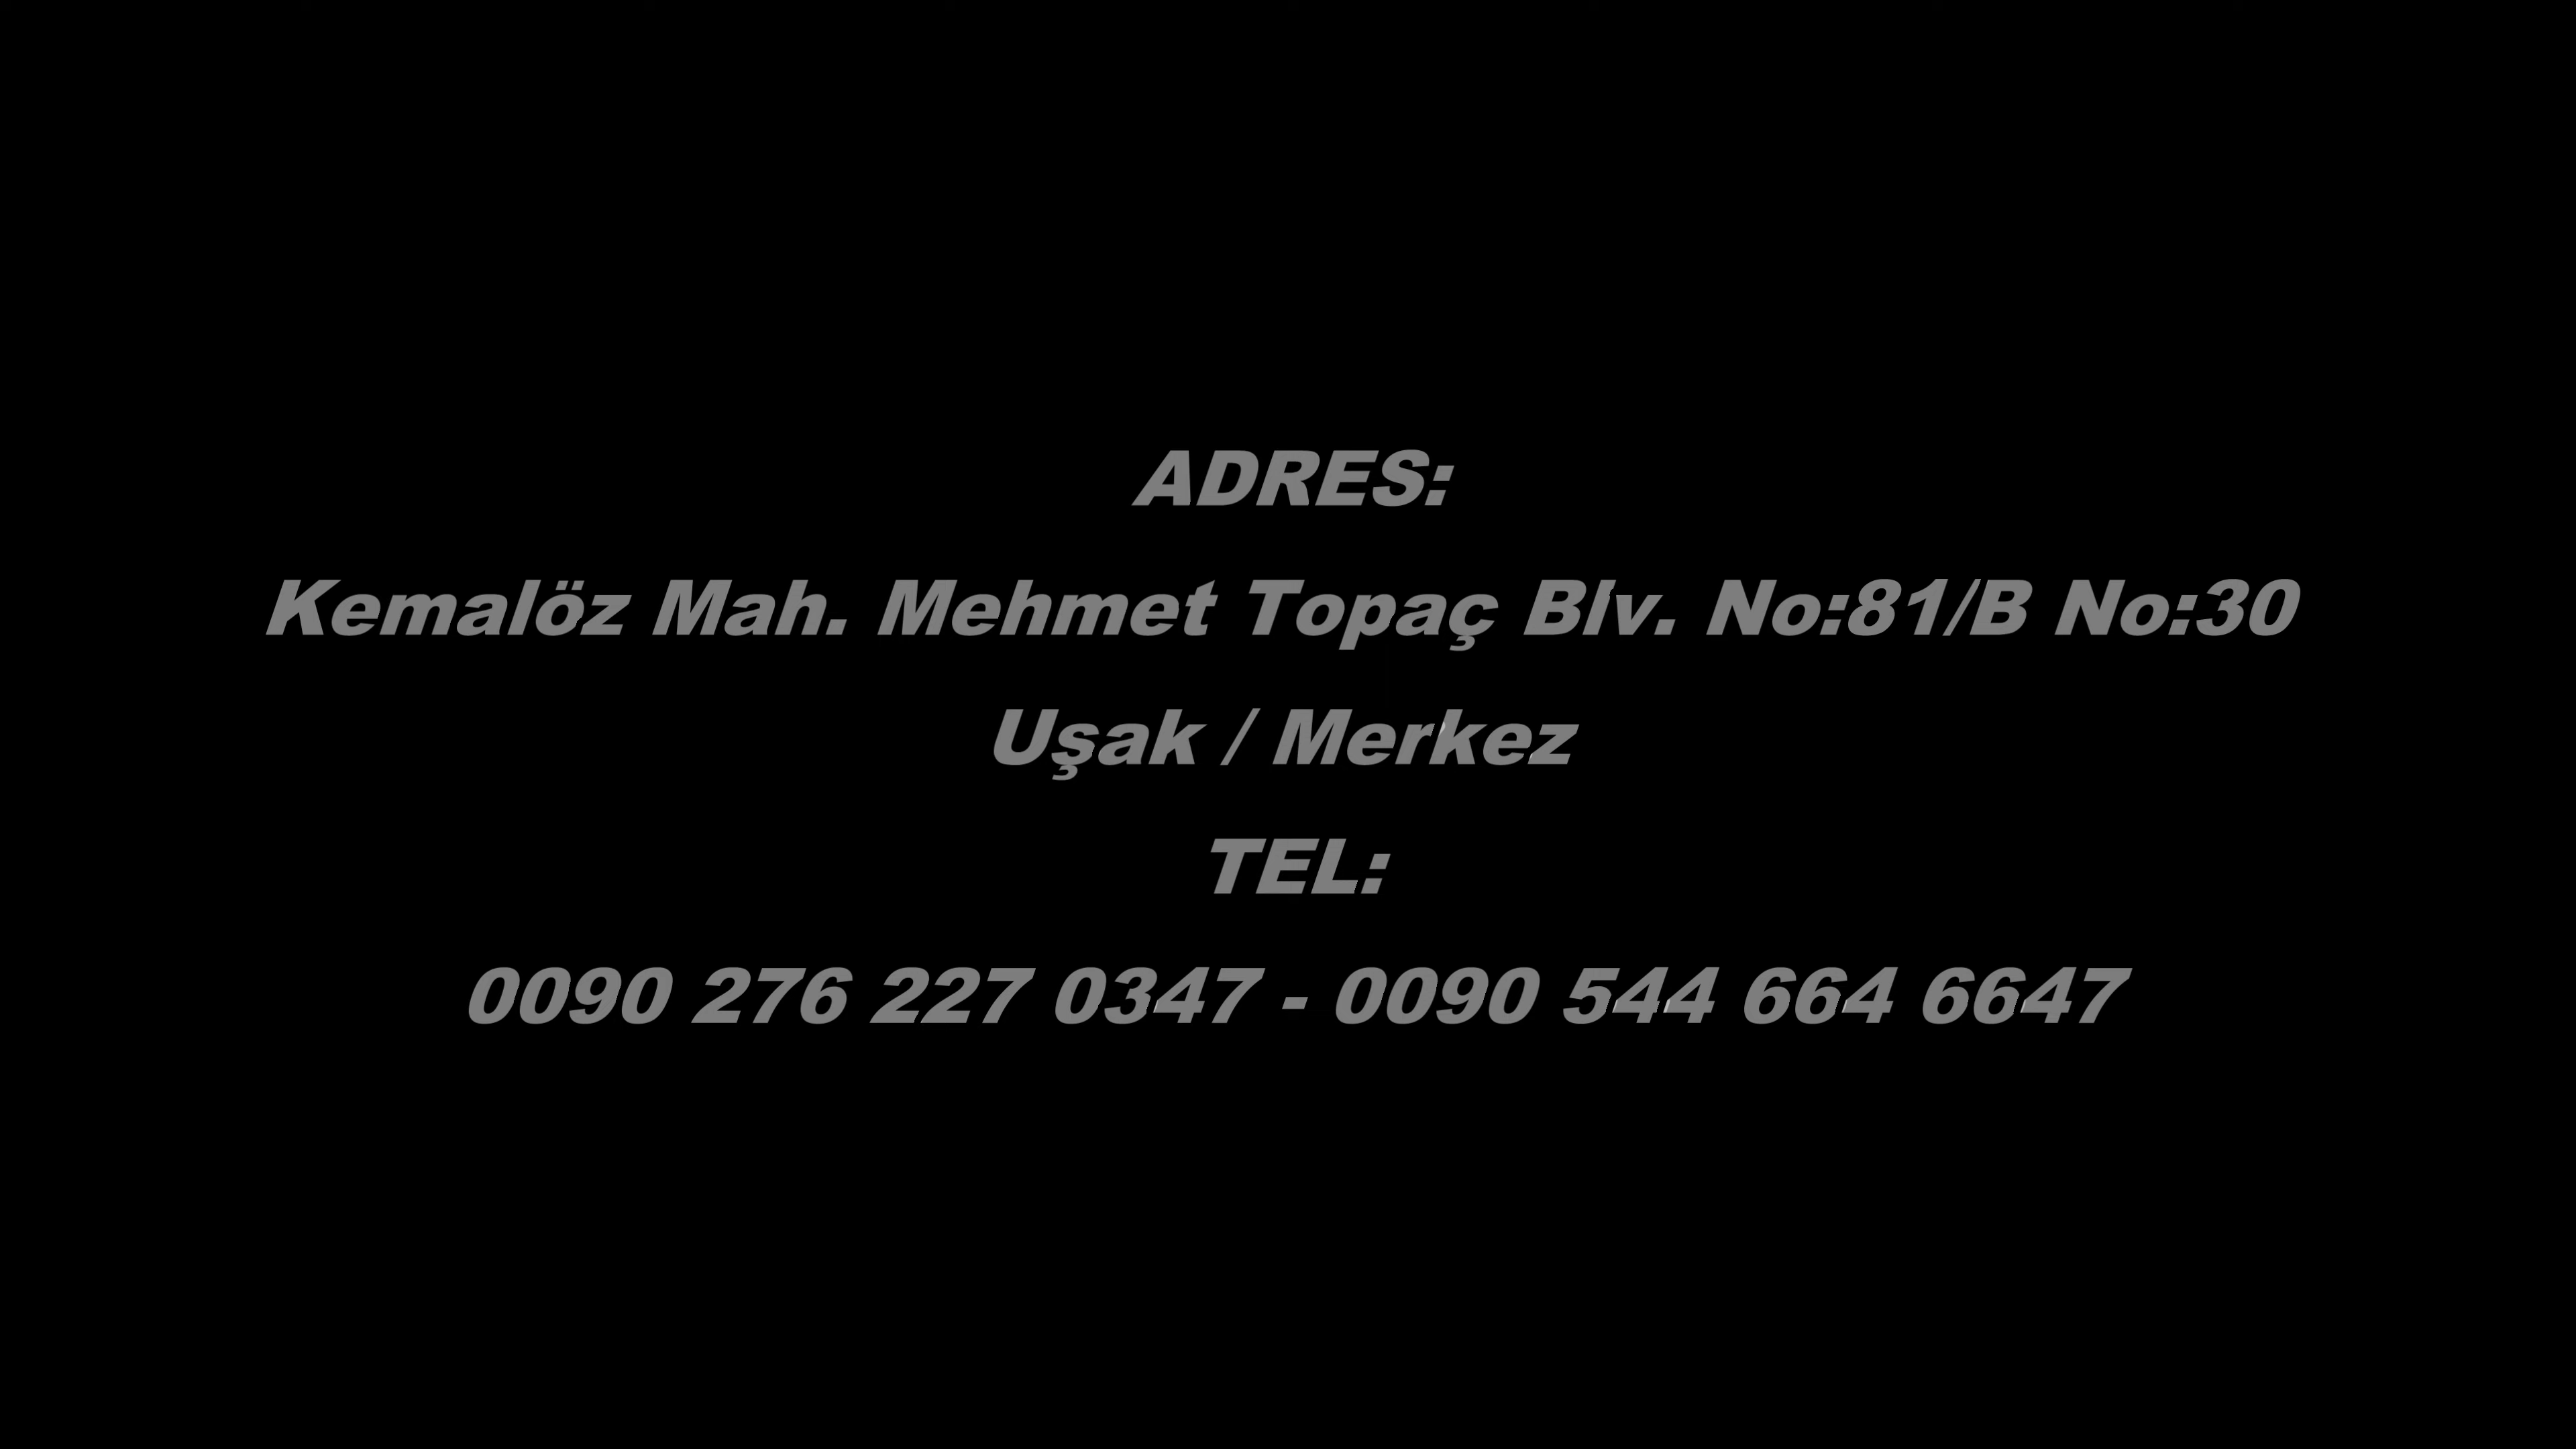 ADRES:
Kemalöz Mah. Mehmet Topaç Blv. No:81/B No:30
Uşak / Merkez
TEL:
0090 276 227 0347 - 0090 544 664 6647